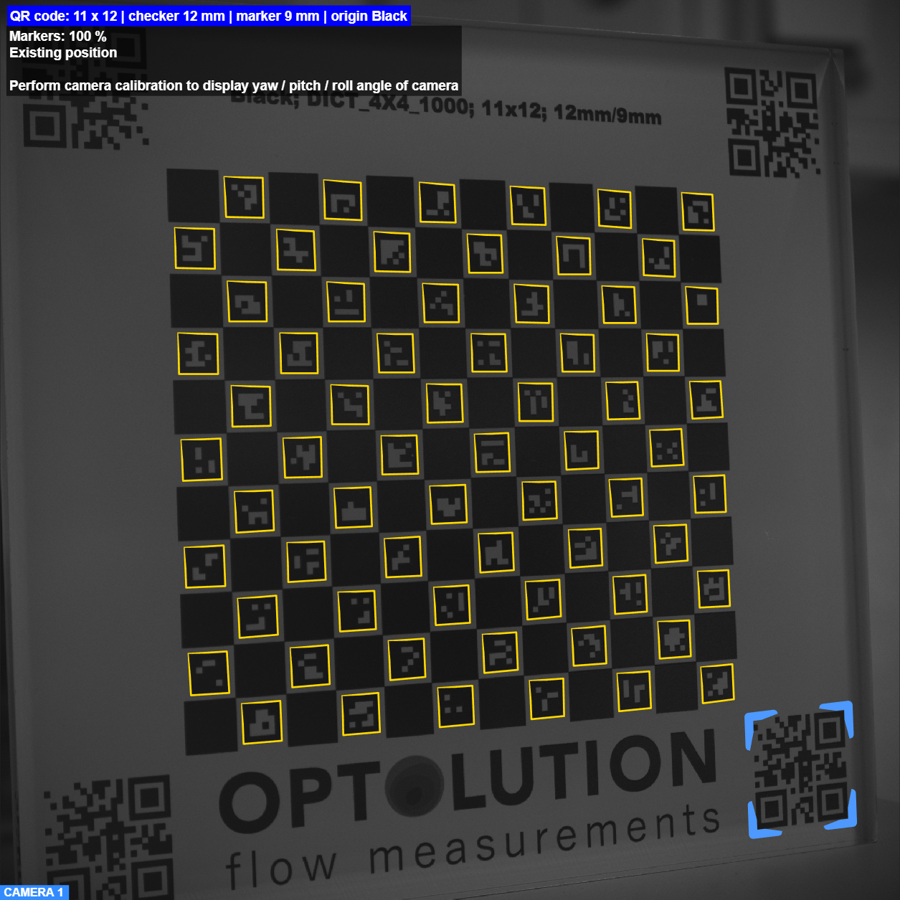 QR code: 11 x 12 | checker 12 mm | marker 9 mm | origin Black
Markers: 100 %
Existing position
Perform camera calibration to display yaw / pitch / roll angle of camera
Black; DICT_4X4_1000; 11x12; 12mm/9mm
OPTOLUTION
flow measurements
CAMERA 1